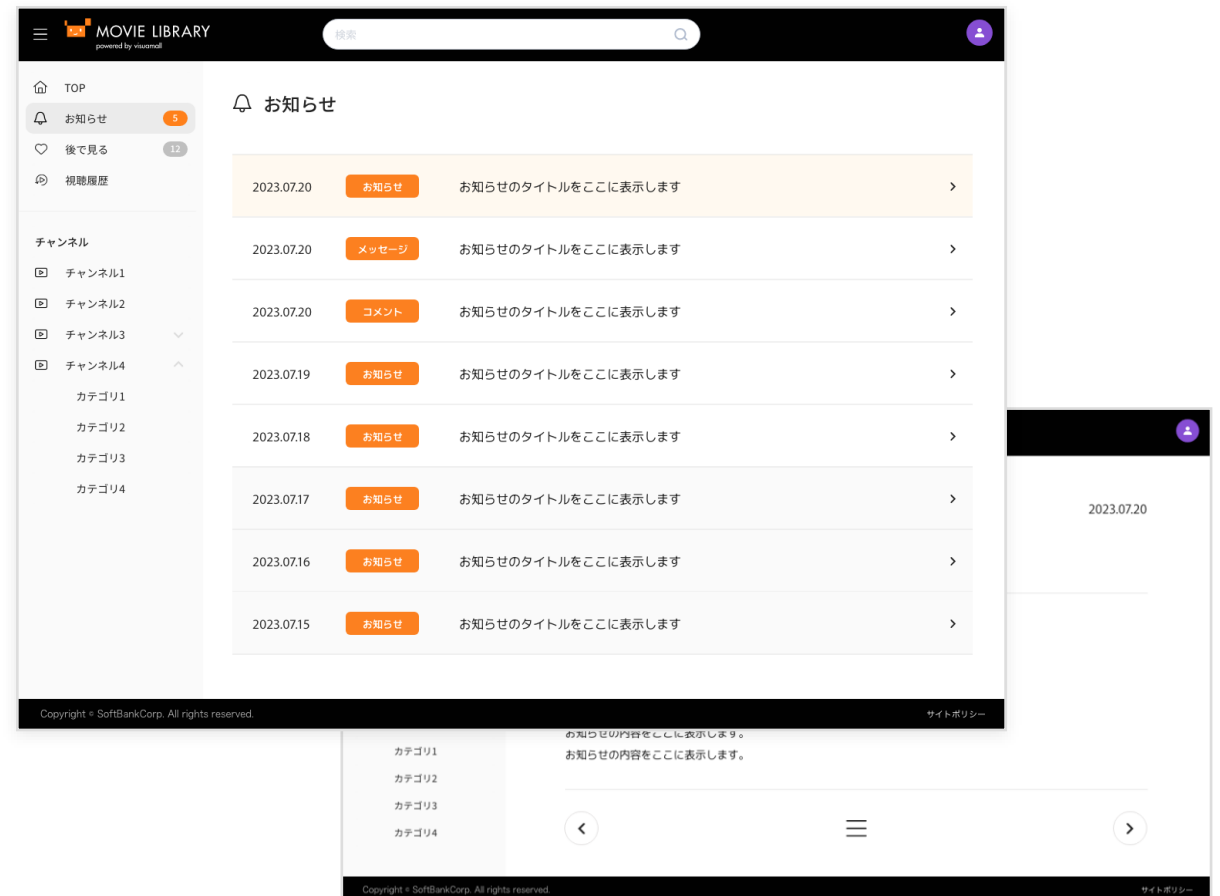 MOVIE LIBRARY
powered by visuamall
検索
TOP
お知らせ 5
後で見る 12
視聴履歴
チャンネル
チャンネル1
チャンネル2
チャンネル3
チャンネル4
カテゴリ1
カテゴリ2
カテゴリ3
カテゴリ4
お知らせ
2023.07.20 お知らせ お知らせのタイトルをここに表示します
2023.07.20 メッセージ お知らせのタイトルをここに表示します
2023.07.20 コメント お知らせのタイトルをここに表示します
2023.07.19 お知らせ お知らせのタイトルをここに表示します
2023.07.18 お知らせ お知らせのタイトルをここに表示します
2023.07.17 お知らせ お知らせのタイトルをここに表示します
2023.07.16 お知らせ お知らせのタイトルをここに表示します
2023.07.15 お知らせ お知らせのタイトルをここに表示します
Copyright © SoftBankCorp. All rights reserved. サイトポリシー
2023.07.20
お知らせの内容をここに表示します。
お知らせの内容をここに表示します。
カテゴリ1
カテゴリ2
カテゴリ3
カテゴリ4
Copyright © SoftBankCorp. All rights reserved. サイトポリシー